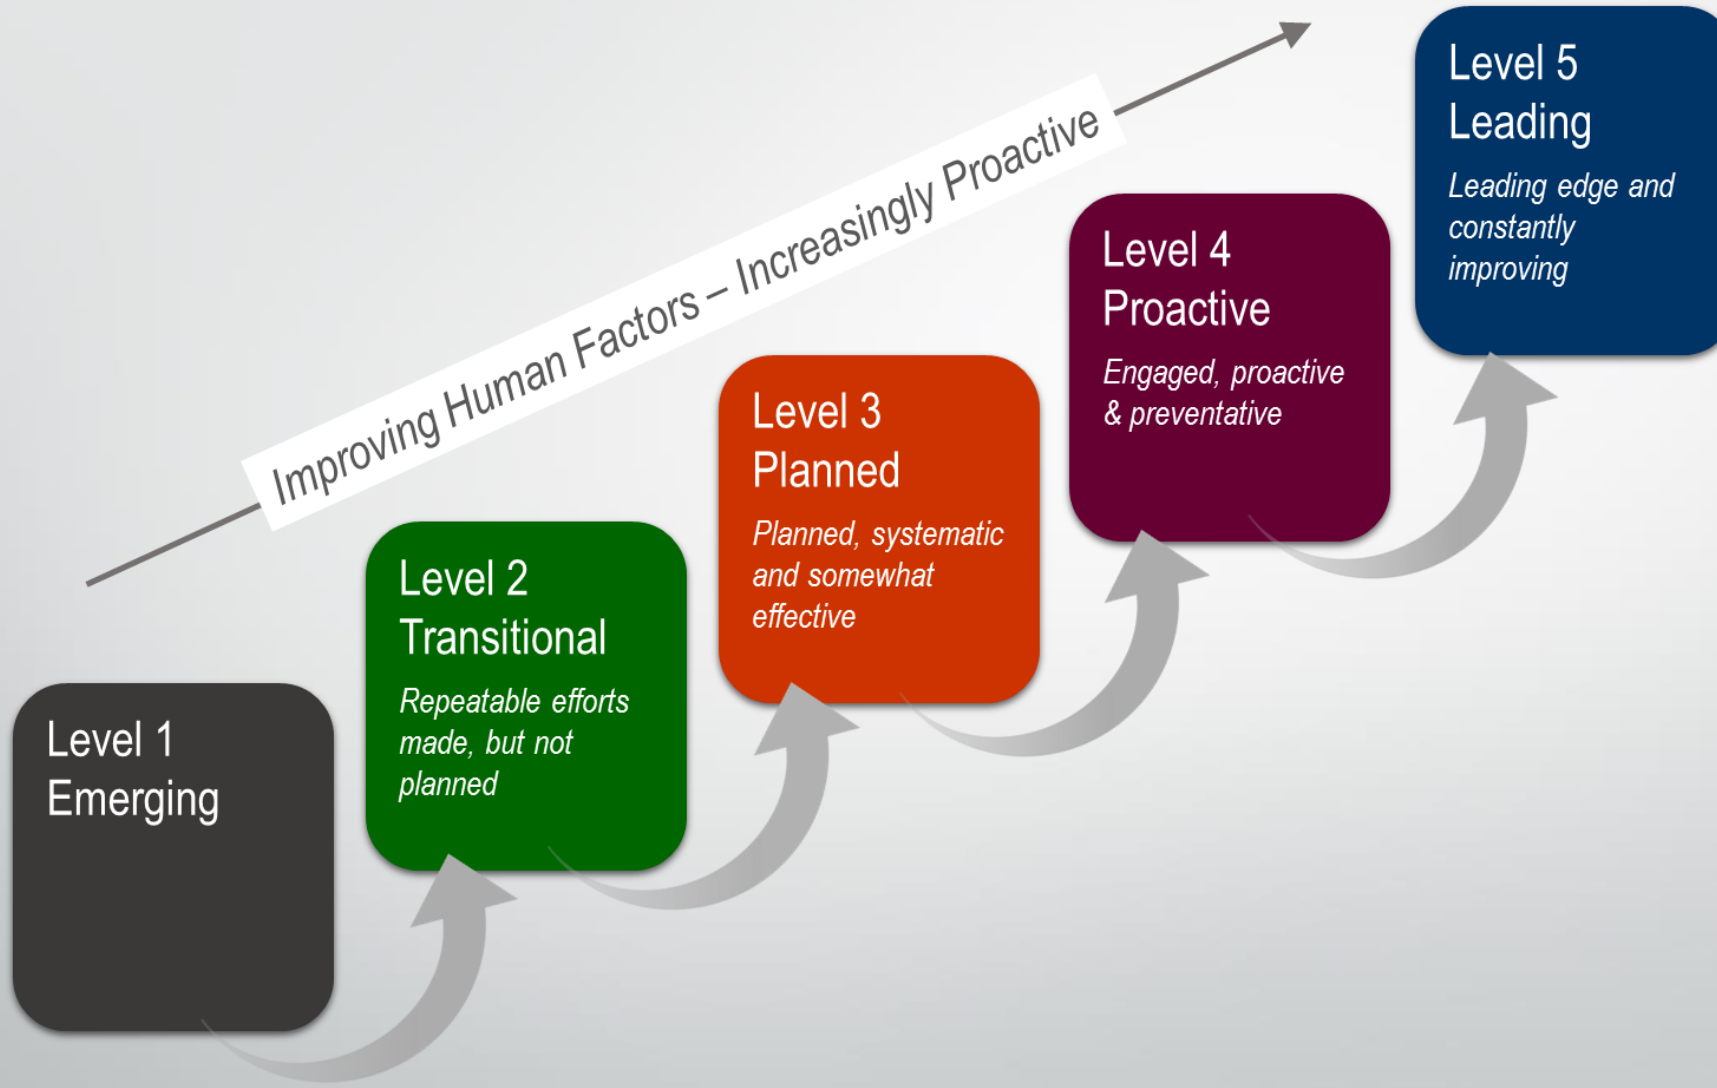 Improving Human Factors – Increasingly Proactive
Level 1
Emerging
Level 2
Transitional
Repeatable efforts
made, but not
planned
Level 3
Planned
Planned, systematic
and somewhat
effective
Level 4
Proactive
Engaged, proactive
& preventative
Level 5
Leading
Leading edge and
constantly
improving